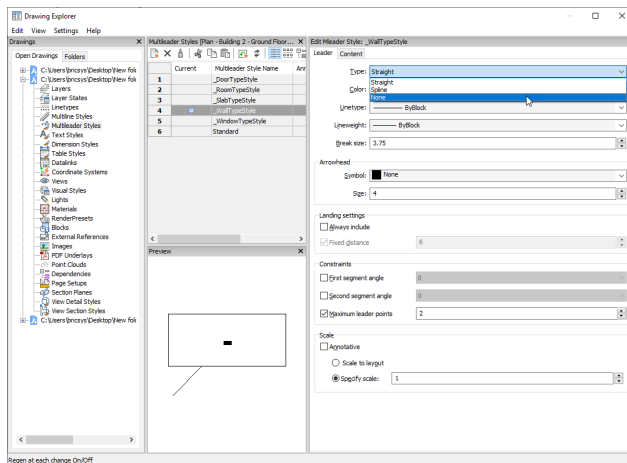 Drawing Explorer
Edit View Settings Help
Drawings
Open Drawings Folders
C:\Users\bricsys\Desktop\New fol
C:\Users\bricsys\Desktop\New fol
Layers
Layer States
Linetypes
Multiline Styles
Multileader Styles
Text Styles
Dimension Styles
Table Styles
Datalinks
Coordinate Systems
Views
Visual Styles
Lights
Materials
RenderPresets
Blocks
External References
Images
PDF Underlays
Point Clouds
Dependencies
Page Setups
Section Planes
View Detail Styles
View Section Styles
C:\Users\bricsys\Desktop\New fol
Multileader Styles [Plan - Building 2 - Ground Floor...
Current Multileader Style Name Anr
1 _DoorTypeStyle
2 _RoomTypeStyle
3 _SlabTypeStyle
4 _WallTypeStyle
5 _WindowTypeStyle
6 Standard
Preview
Edit Mleader Style: _WallTypeStyle
Leader Content
Type: Straight
Straight
Color: Spline
None
Linetype: ByBlock
Lineweight: ByBlock
Break size: 3.75
Arrowhead
Symbol: None
Size: 4
Landing settings
Always include
Fixed distance 6
Constraints
First segment angle 0
Second segment angle 0
Maximum leader points 2
Scale
Annotative
Scale to layout
Specify scale: 1
Regen at each change On/Off